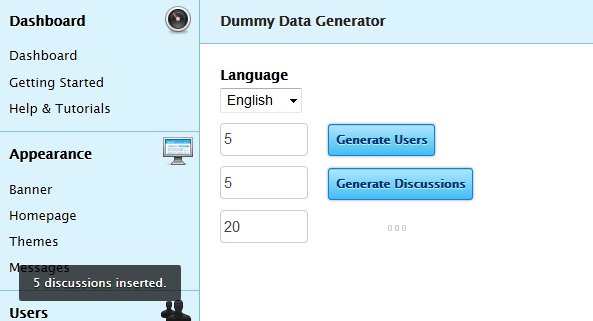 Dashboard
Dashboard
Getting Started
Help & Tutorials
Appearance
Banner
Homepage
Themes
Messages
5 discussions inserted.
Users
Dummy Data Generator
Language
English
5
Generate Users
5
Generate Discussions
20